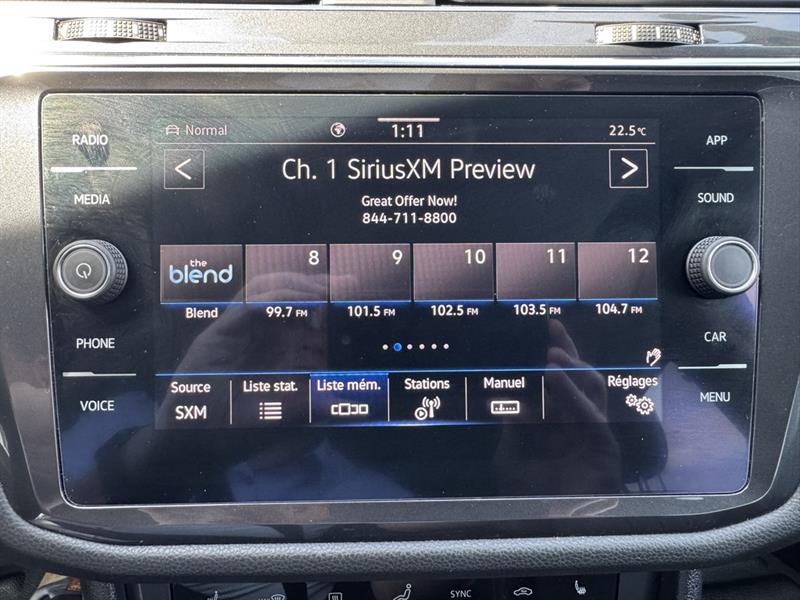 RADIO
MEDIA
PHONE
VOICE
Normal
1:11
22.5°C
Ch. 1 SiriusXM Preview
Great Offer Now!
844-711-8800
the
blend
8
9
10
11
12
Blend
99.7 FM
101.5 FM
102.5 FM
103.5 FM
104.7 FM
Source
SXM
Liste stat.
Liste mém.
Stations
Manuel
Réglages
APP
SOUND
CAR
MENU
SYNC